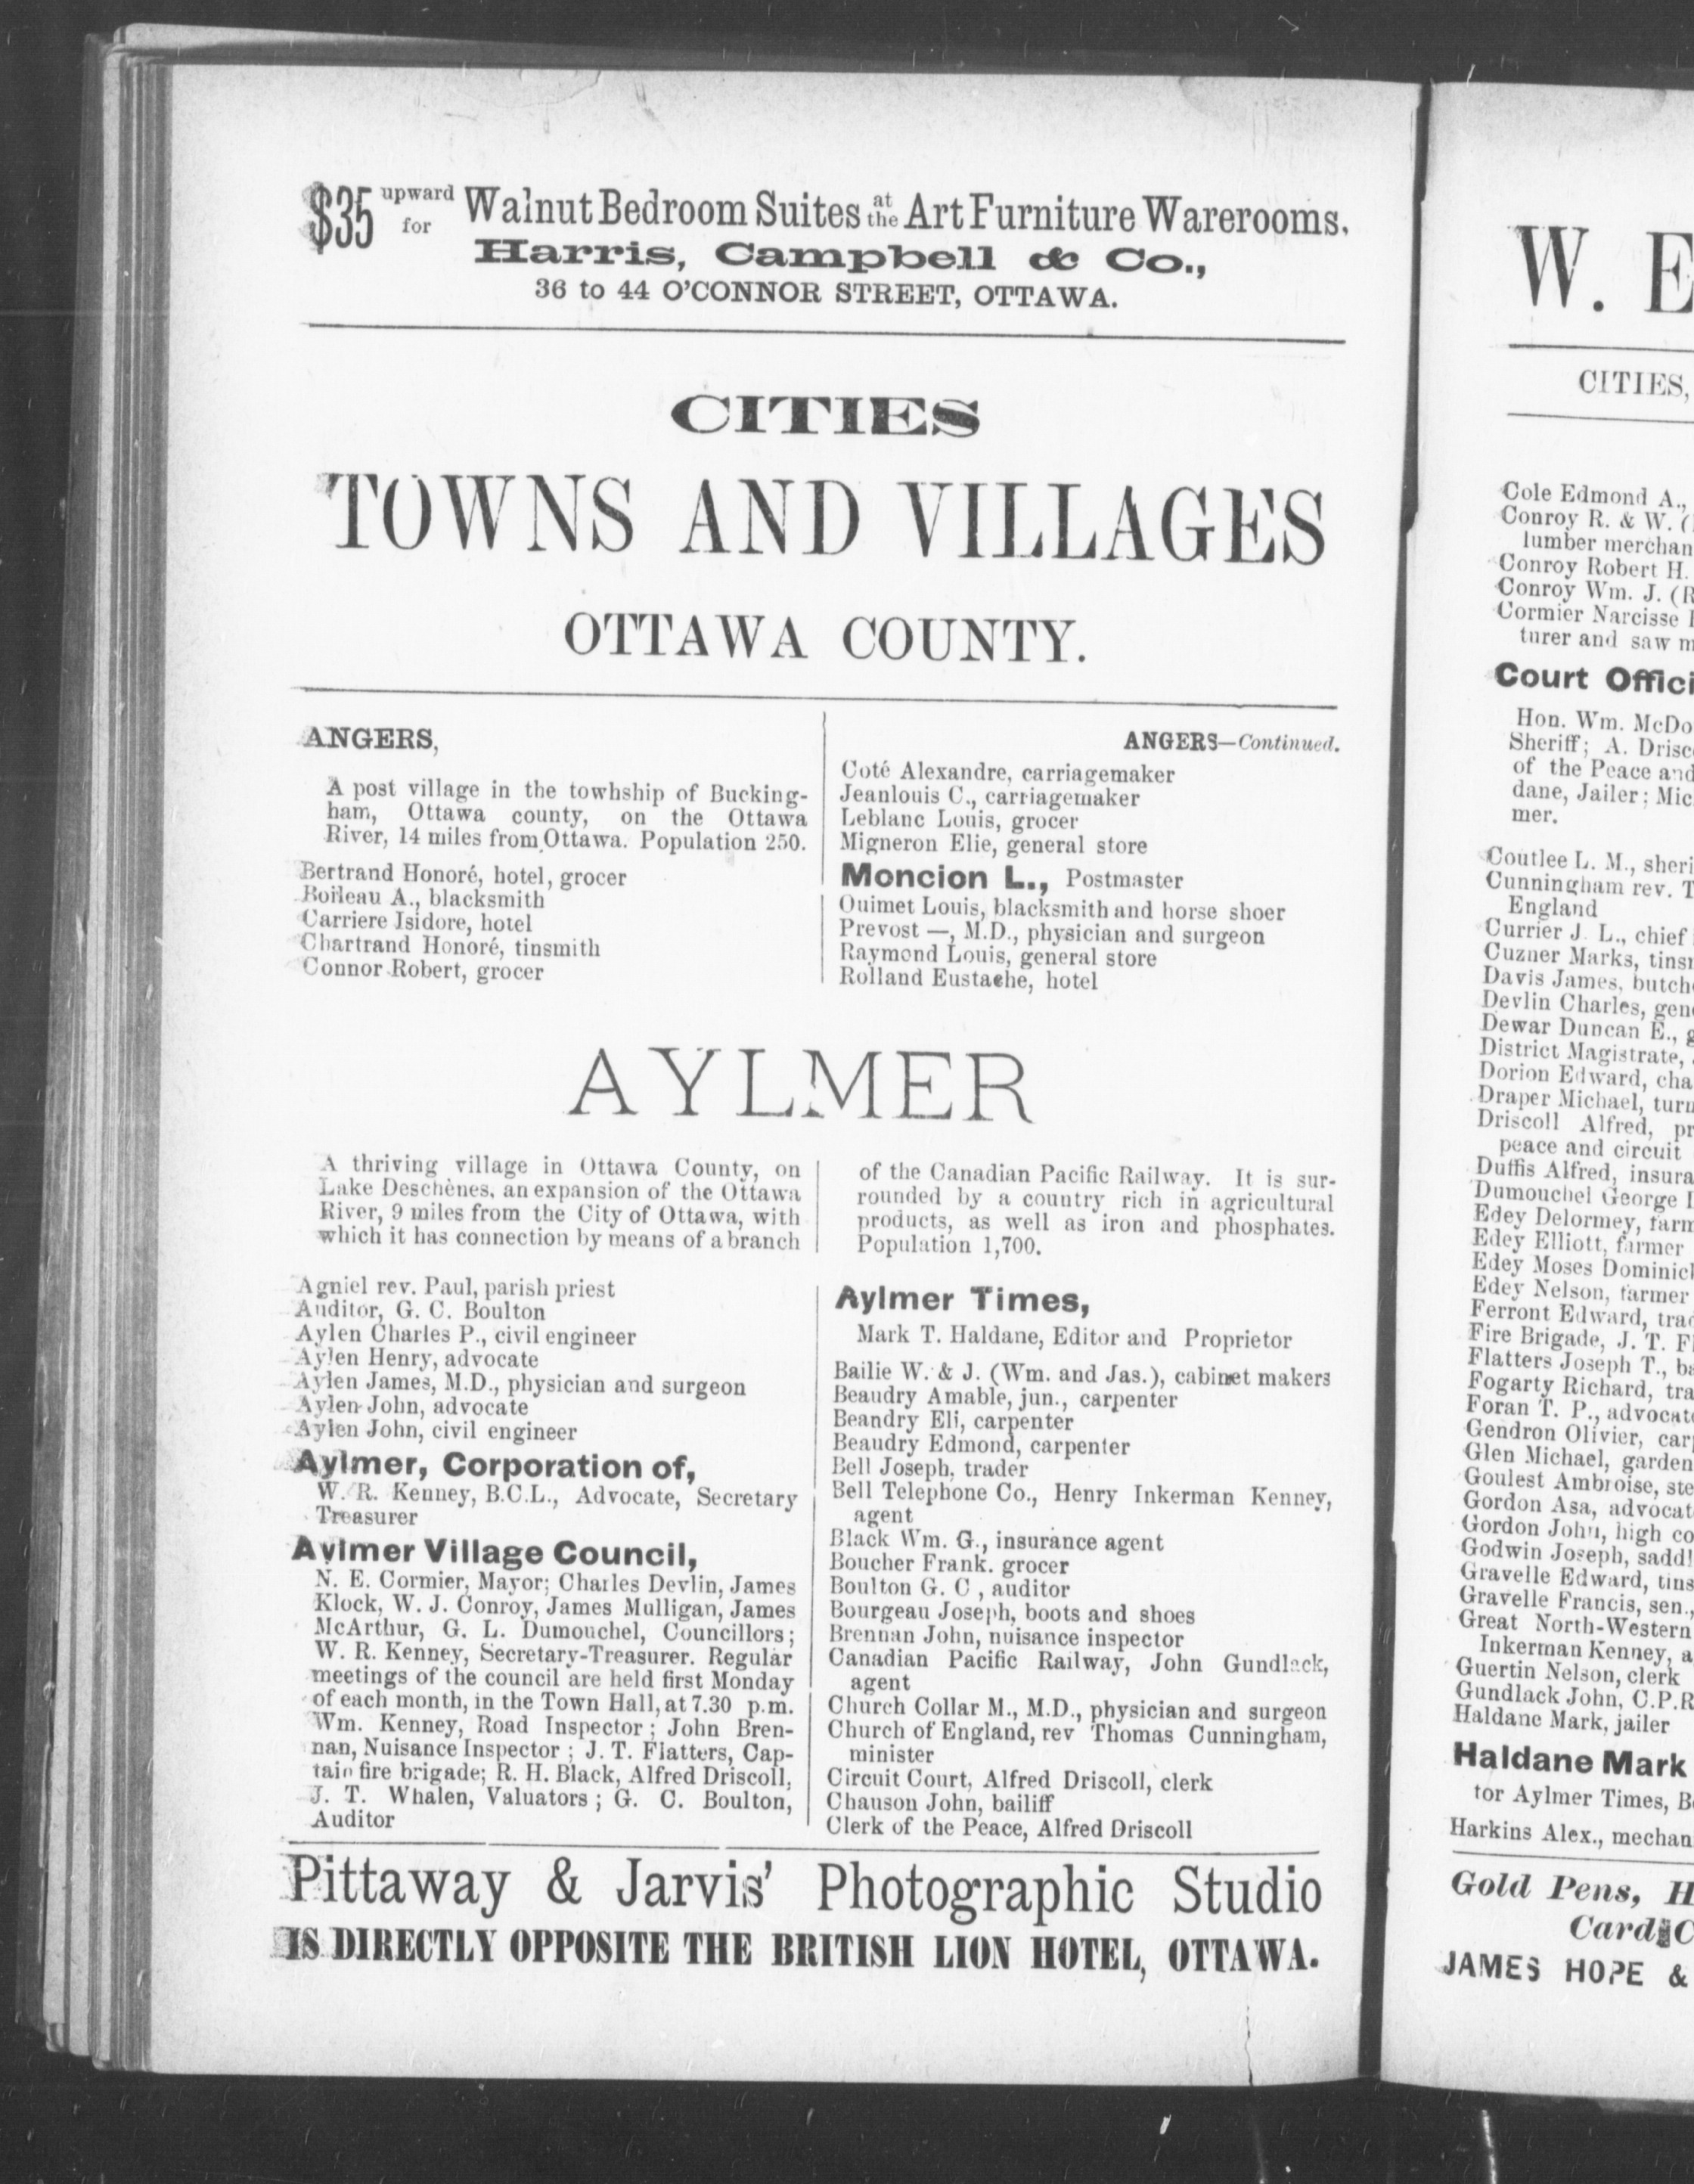 $35 upward for Walnut Bedroom Suites at the Art Furniture Warerooms.
Harris, Campbell & Co.,
36 to 44 O'CONNOR STREET, OTTAWA.
CITIES
TOWNS AND VILLAGES
OTTAWA COUNTY.
ANGERS,
A post village in the towhship of Bucking-
ham, Ottawa county, on the Ottawa
River, 14 miles from Ottawa. Population 250.
Bertrand Honoré, hotel, grocer
Boileau A., blacksmith
Carriere Isidore, hotel
Chartrand Honoré, tinsmith
Connor Robert, grocer
ANGERS—Continued.
Coté Alexandre, carriagemaker
Jeanlouis C., carriagemaker
Leblanc Louis, grocer
Migneron Elie, general store
Moncion L., Postmaster
Ouimet Louis, blacksmith and horse shoer
Prevost —, M.D., physician and surgeon
Raymond Louis, general store
Rolland Eustache, hotel
AYLMER
A thriving village in Ottawa County, on
Lake Deschènes, an expansion of the Ottawa
River, 9 miles from the City of Ottawa, with
which it has connection by means of a branch
of the Canadian Pacific Railway. It is sur-
rounded by a country rich in agricultural
products, as well as iron and phosphates.
Population 1,700.
Agniel rev. Paul, parish priest
Auditor, G. C. Boulton
Aylen Charles P., civil engineer
Aylen Henry, advocate
Aylen James, M.D., physician and surgeon
Aylen John, advocate
Aylen John, civil engineer
Aylmer, Corporation of,
W. R. Kenney, B.C.L., Advocate, Secretary
Treasurer
Aylmer Village Council,
N. E. Cormier, Mayor; Charles Devlin, James
Klock, W. J. Conroy, James Mulligan, James
McArthur, G. L. Dumouchel, Councillors;
W. R. Kenney, Secretary-Treasurer. Regular
meetings of the council are held first Monday
of each month, in the Town Hall, at 7.30 p.m.
Wm. Kenney, Road Inspector; John Bren-
nan, Nuisance Inspector; J. T. Flatters, Cap-
tain fire brigade; R. H. Black, Alfred Driscoll,
J. T. Whalen, Valuators; G. C. Boulton,
Auditor
Aylmer Times,
Mark T. Haldane, Editor and Proprietor
Bailie W. & J. (Wm. and Jas.), cabinet makers
Beaudry Amable, jun., carpenter
Beandry Eli, carpenter
Beaudry Edmond, carpenter
Bell Joseph, trader
Bell Telephone Co., Henry Inkerman Kenney,
agent
Black Wm. G., insurance agent
Boucher Frank. grocer
Boulton G. C , auditor
Bourgeau Joseph, boots and shoes
Brennan John, nuisance inspector
Canadian Pacific Railway, John Gundlack,
agent
Church Collar M., M.D., physician and surgeon
Church of England, rev Thomas Cunningham,
minister
Circuit Court, Alfred Driscoll, clerk
Chauson John, bailiff
Clerk of the Peace, Alfred Driscoll
Pittaway & Jarvis' Photographic Studio
IS DIRECTLY OPPOSITE THE BRITISH LION HOTEL, OTTAWA.
W. E
CITIES,
Cole Edmond A.,
Conroy R. & W. (
lumber merchan
Conroy Robert H.
Conroy Wm. J. (R
Cormier Narcisse
turer and saw m
Court Offici
Hon. Wm. McDo
Sheriff; A. Drisc
of the Peace and
dane, Jailer; Mic
mer.
Coutlee L. M., sheri
Cunningham rev. T
England
Currier J. L., chief
Cuzner Marks, tins
Davis James, butch
Devlin Charles, gen
Dewar Duncan E., g
District Magistrate,
Dorion Edward, cha
Draper Michael, turn
Driscoll Alfred, pr
peace and circuit
Duffis Alfred, insura
Dumouchel George
Edey Delormey, farm
Edey Elliott, farmer
Edey Moses Dominic
Edey Nelson, farmer
Ferront Edward, trad
Fire Brigade, J. T. F
Flatters Joseph T., ba
Fogarty Richard, tra
Foran T. P., advocat
Gendron Olivier, car
Glen Michael, garden
Goulest Ambroise, ste
Gordon Asa, advocat
Gordon John, high co
Godwin Joseph, saddl
Gravelle Edward, tins
Gravelle Francis, sen.,
Great North-Western
Inkerman Kenney, a
Guertin Nelson, clerk
Gundlack John, C.P.R
Haldane Mark, jailer
Haldane Mark
tor Aylmer Times, B
Harkins Alex., mechan
Gold Pens, H
Card C
JAMES HOPE &